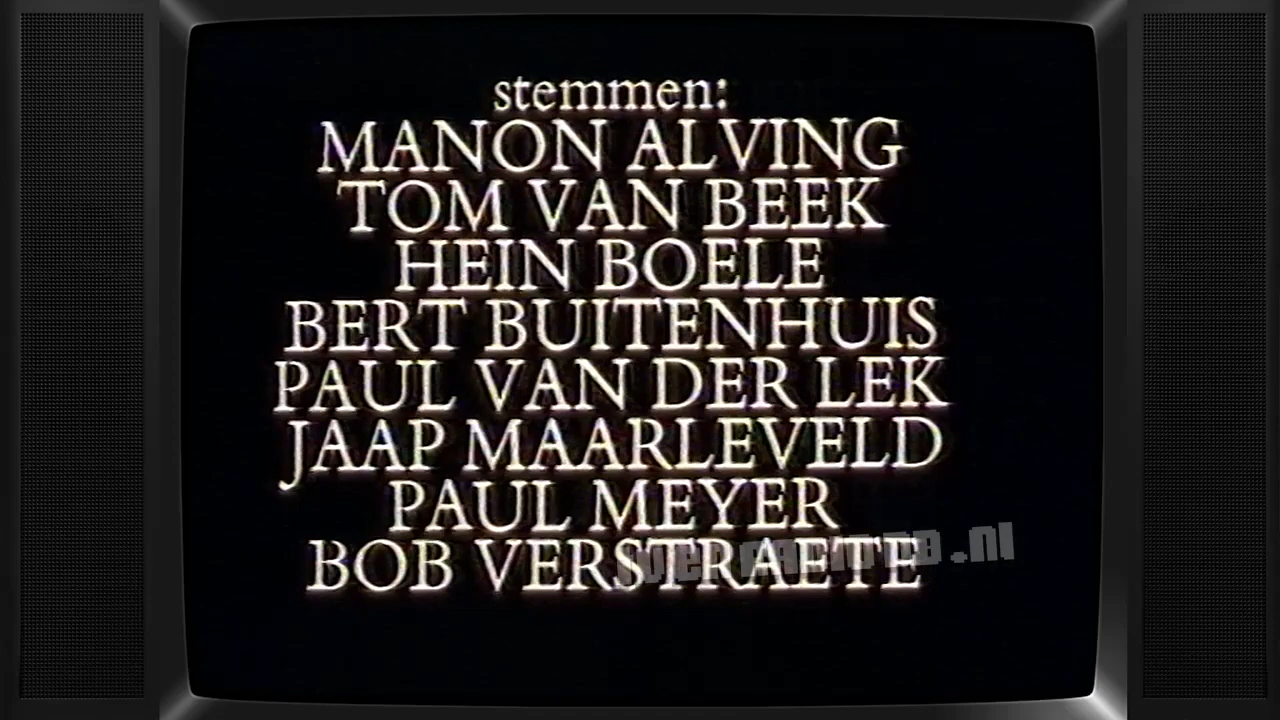 stemmen:
MANON ALVING
TOM VAN BEEK
HEIN BOELE
BERT BUITENHUIS
PAUL VAN DER LEK
JAAP MAARLEVELD
PAUL MEYER
BOB VERSTRAETE